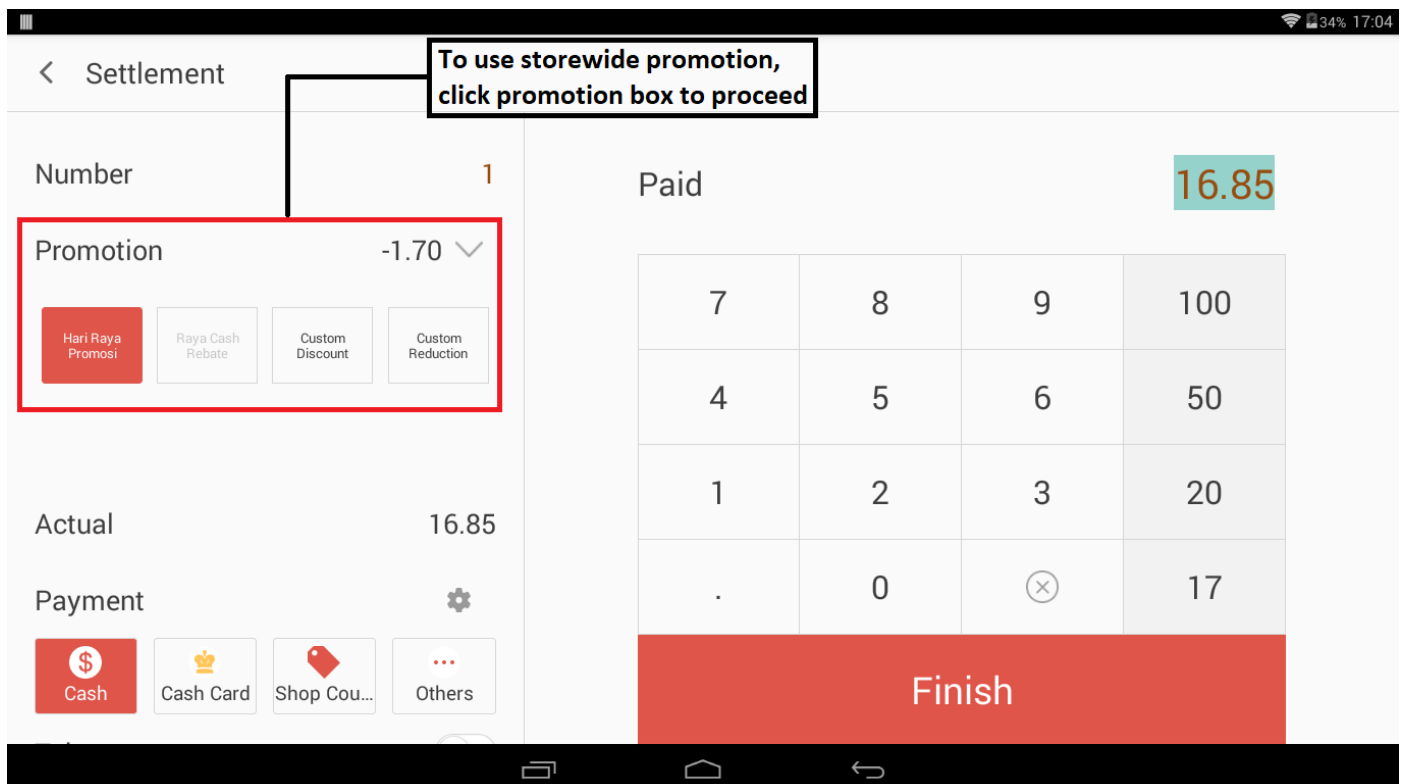 34% 17:04
Settlement
To use storewide promotion,
click promotion box to proceed
Number 1
Promotion -1.70
Hari Raya
Promosi
Raya Cash
Rebate
Custom
Discount
Custom
Reduction
Actual 16.85
Payment
$
Cash
Cash Card
Shop Cou...
Others
Paid 16.85
7 8 9 100
4 5 6 50
1 2 3 20
. 0 17
Finish